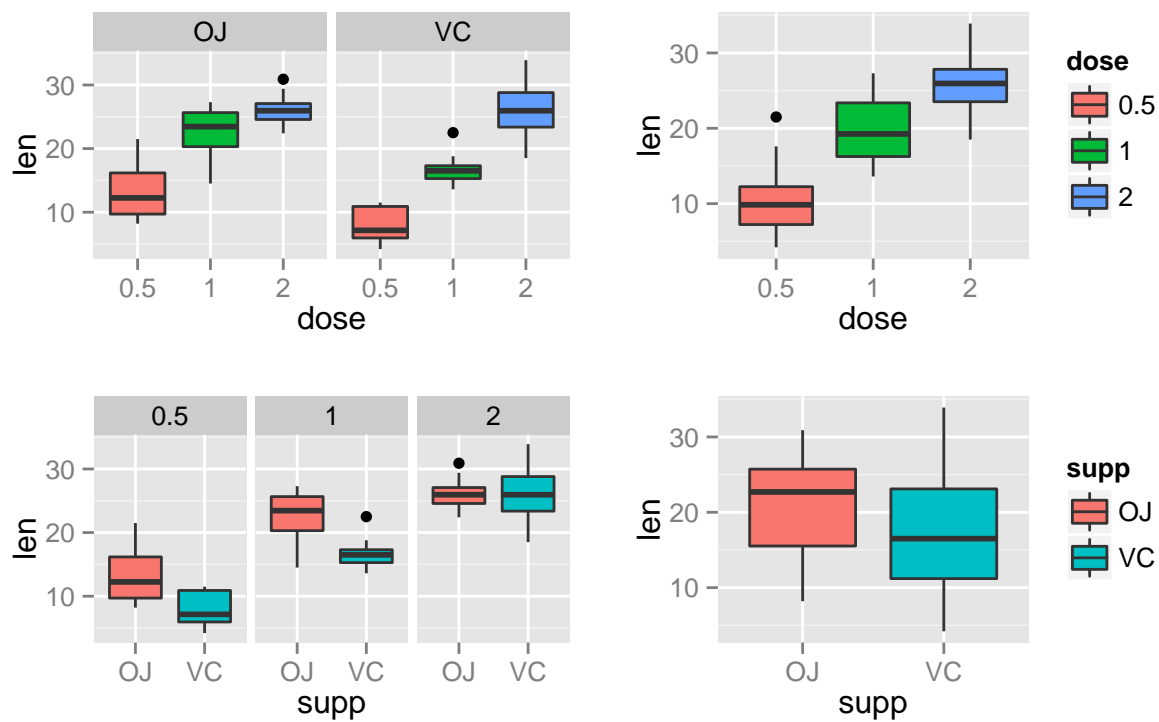 OJ VC
len
30
20
10
0.5 1 2 0.5 1 2
dose
len
30
20
10
0.5 1 2
dose
dose
0.5
1
2
0.5 1 2
len
30
20
10
OJ VC OJ VC OJ VC
supp
len
30
20
10
OJ VC
supp
supp
OJ
VC